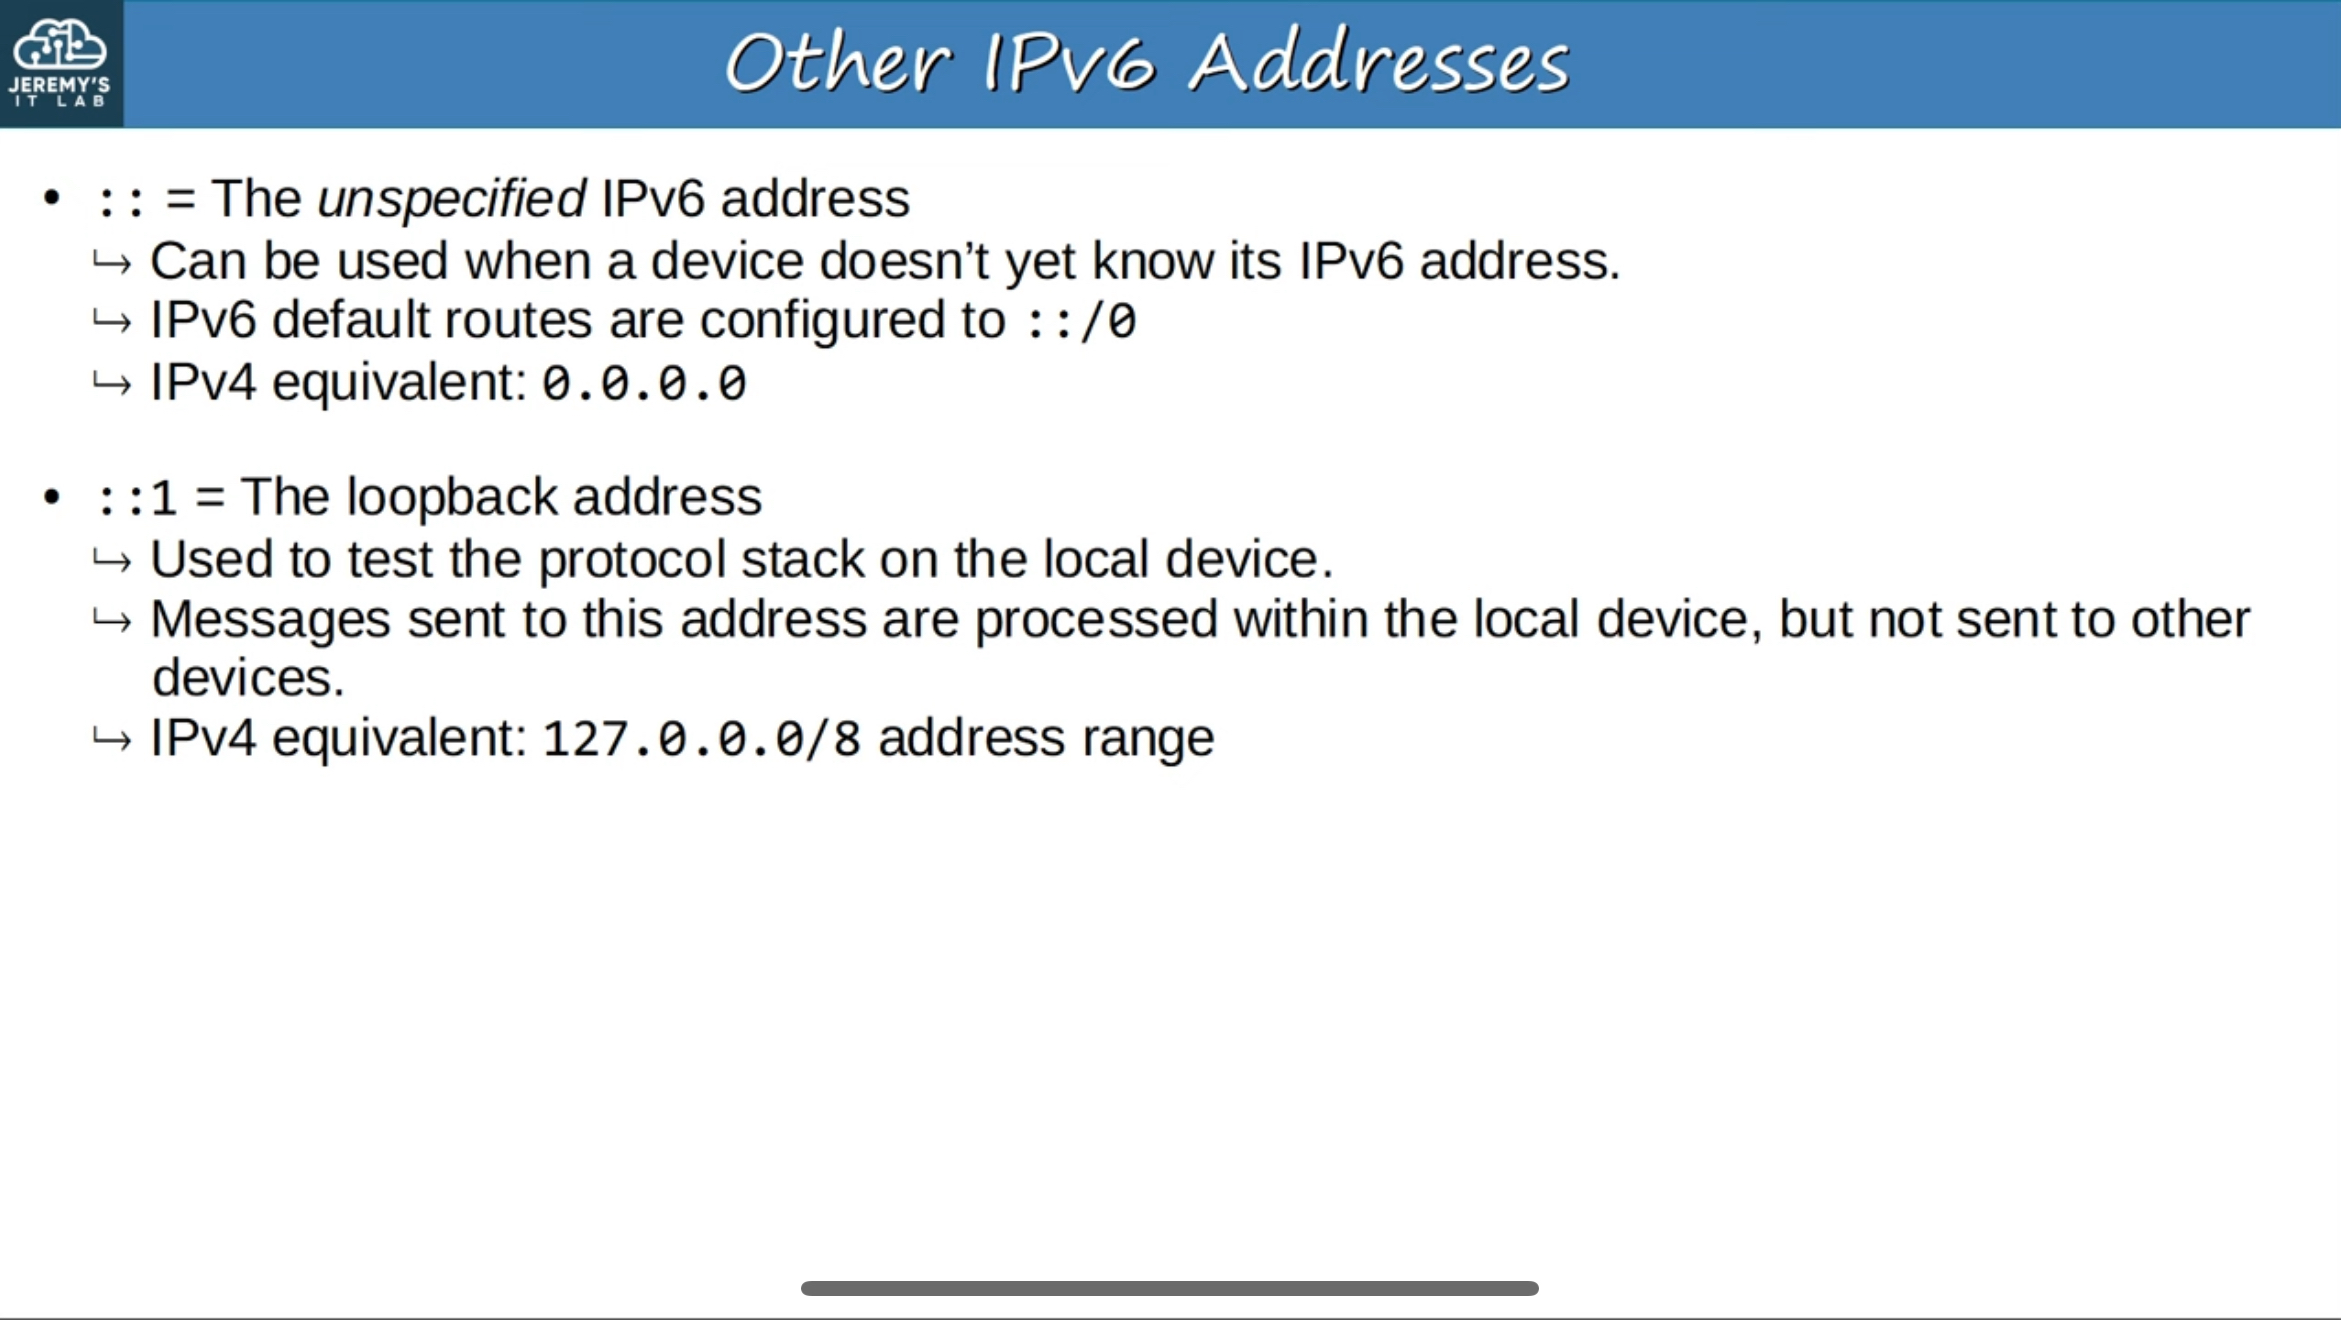 JEREMY'S
IT LAB
Other IPv6 Addresses
• :: = The unspecified IPv6 address
↳ Can be used when a device doesn’t yet know its IPv6 address.
↳ IPv6 default routes are configured to ::/0
↳ IPv4 equivalent: 0.0.0.0
• ::1 = The loopback address
↳ Used to test the protocol stack on the local device.
↳ Messages sent to this address are processed within the local device, but not sent to other
devices.
↳ IPv4 equivalent: 127.0.0.0/8 address range